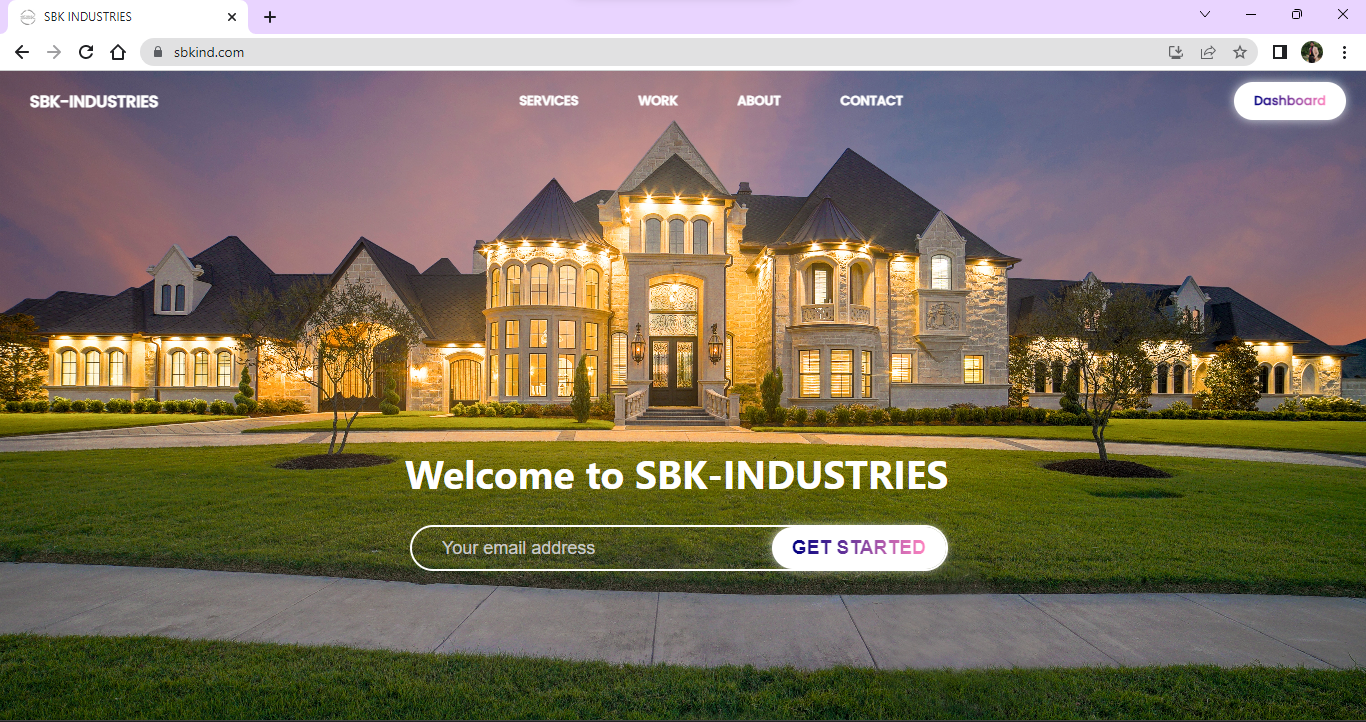 SBK INDUSTRIES
sbkind.com
SBK-INDUSTRIES
SERVICES
WORK
ABOUT
CONTACT
Dashboard
Welcome to SBK-INDUSTRIES
Your email address
GET STARTED